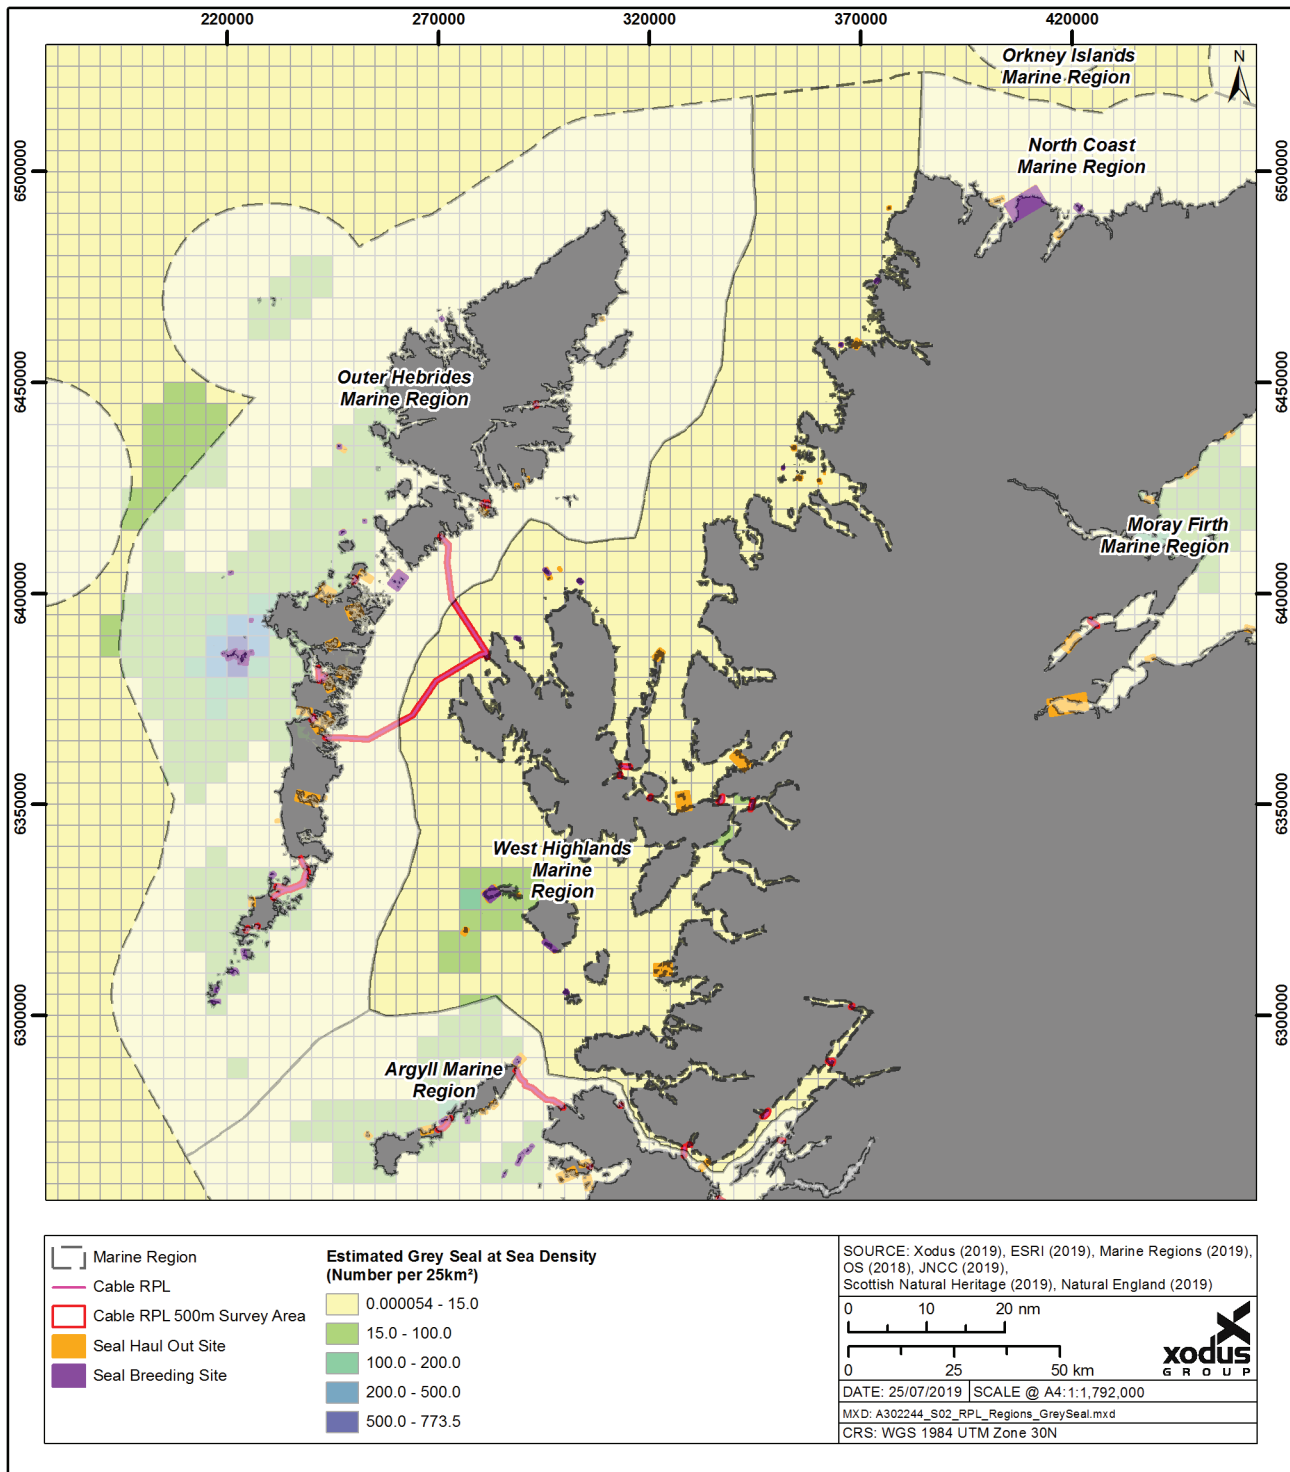 220000
270000
320000
370000
420000
Orkney Islands
Marine Region
N
North Coast
Marine Region
6500000
6500000
Outer Hebrides
Marine Region
6450000
6450000
Moray Firth
Marine Region
6400000
6400000
6350000
6350000
West Highlands
Marine
Region
6300000
6300000
Argyll Marine
Region
Marine Region
Cable RPL
Cable RPL 500m Survey Area
Seal Haul Out Site
Seal Breeding Site
Estimated Grey Seal at Sea Density
(Number per 25km²)
0.000054 - 15.0
15.0 - 100.0
100.0 - 200.0
200.0 - 500.0
500.0 - 773.5
SOURCE: Xodus (2019), ESRI (2019), Marine Regions (2019),
OS (2018), JNCC (2019),
Scottish Natural Heritage (2019), Natural England (2019)
0 10 20 nm
0 25 50 km
xodus
GROUP
DATE: 25/07/2019 SCALE @ A4:1:1,792,000
MXD: A302244_S02_RPL_Regions_GreySeal.mxd
CRS: WGS 1984 UTM Zone 30N